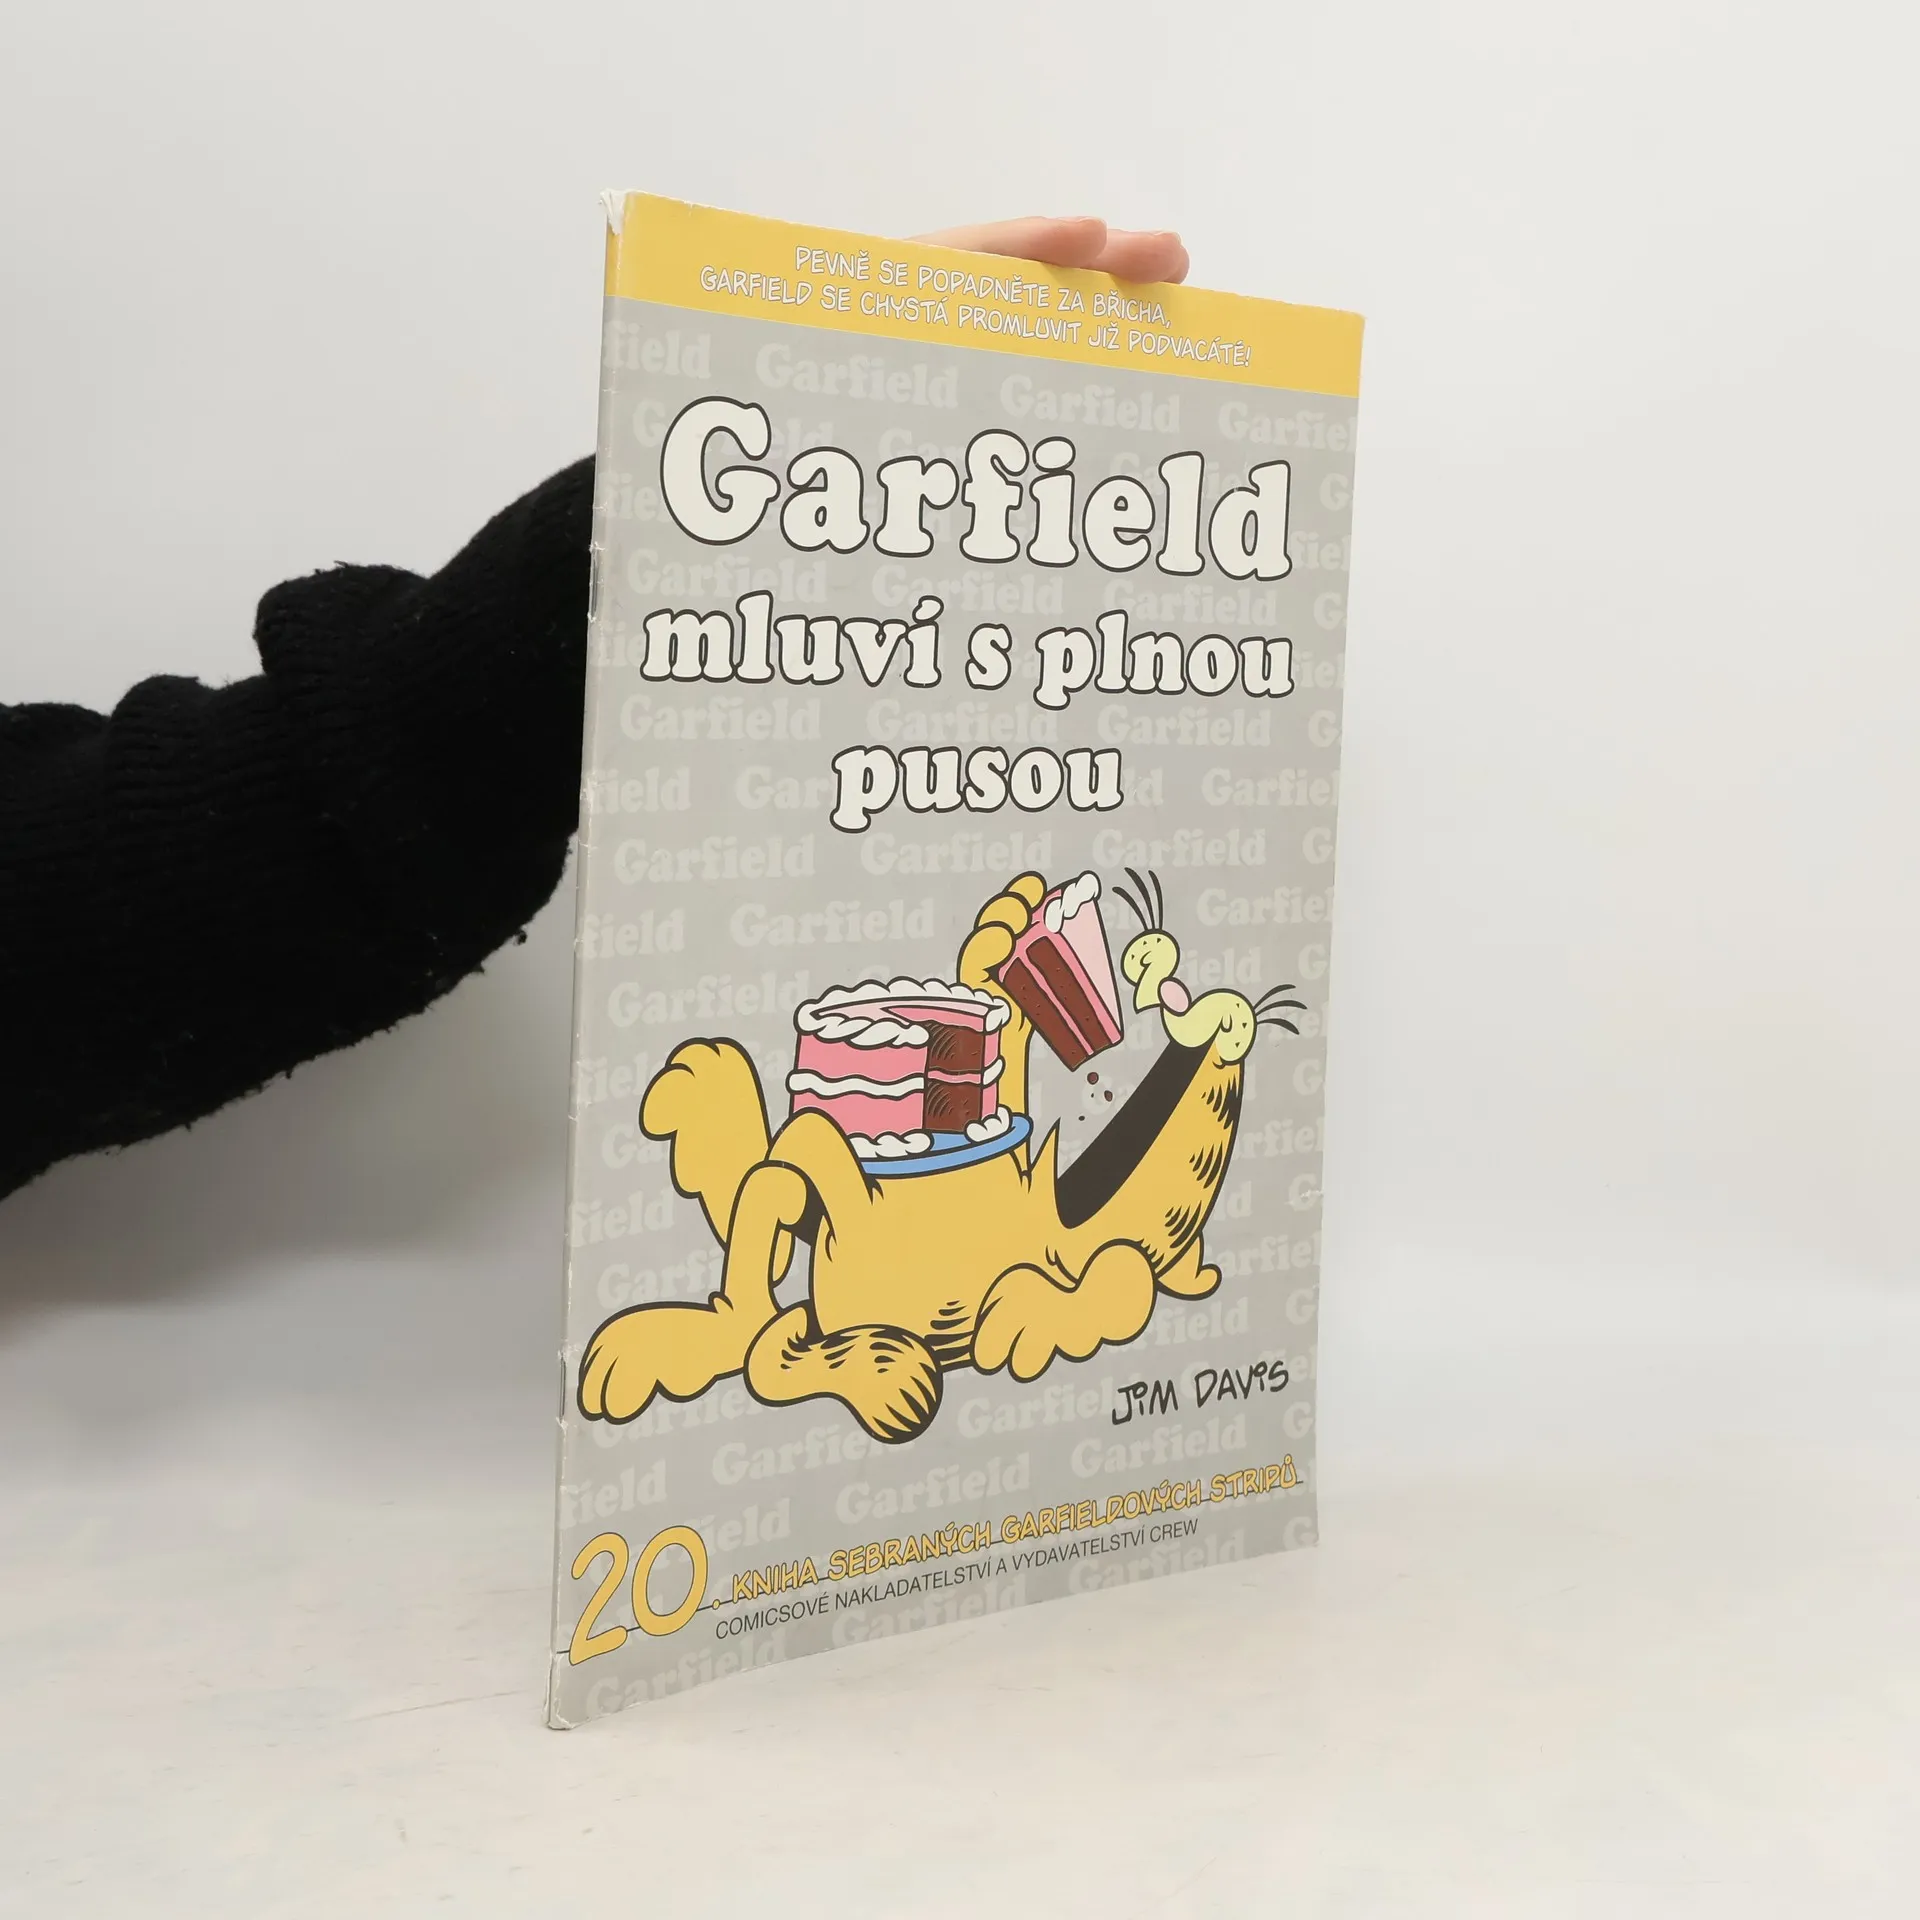 PEVNĚ SE POPADNĚTE ZA BŘICHA,
GARFIELD SE CHYSTÁ PROMLUVIT JIŽ PODVACÁTÉ!
Garfield
mluví s plnou
pusou
JIM DAVIS
20. KNIHA SEBRANÝCH GARFIELDOVÝCH STRIPŮ
COMICSOVÉ NAKLADATELSTVÍ A VYDAVATELSTVÍ CREW